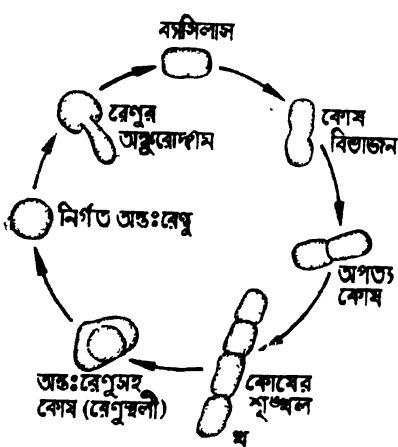 ব্যাসিলাস
কোষ
বিভাজন
অপত্য
কোষ
কোষের
শৃঙ্খল
খ
অন্তঃরেণুসহ
কোষ (রেণুস্থলী)
নির্গত অন্তঃরেণু
রেণুর
অঙ্কুরোদ্গম